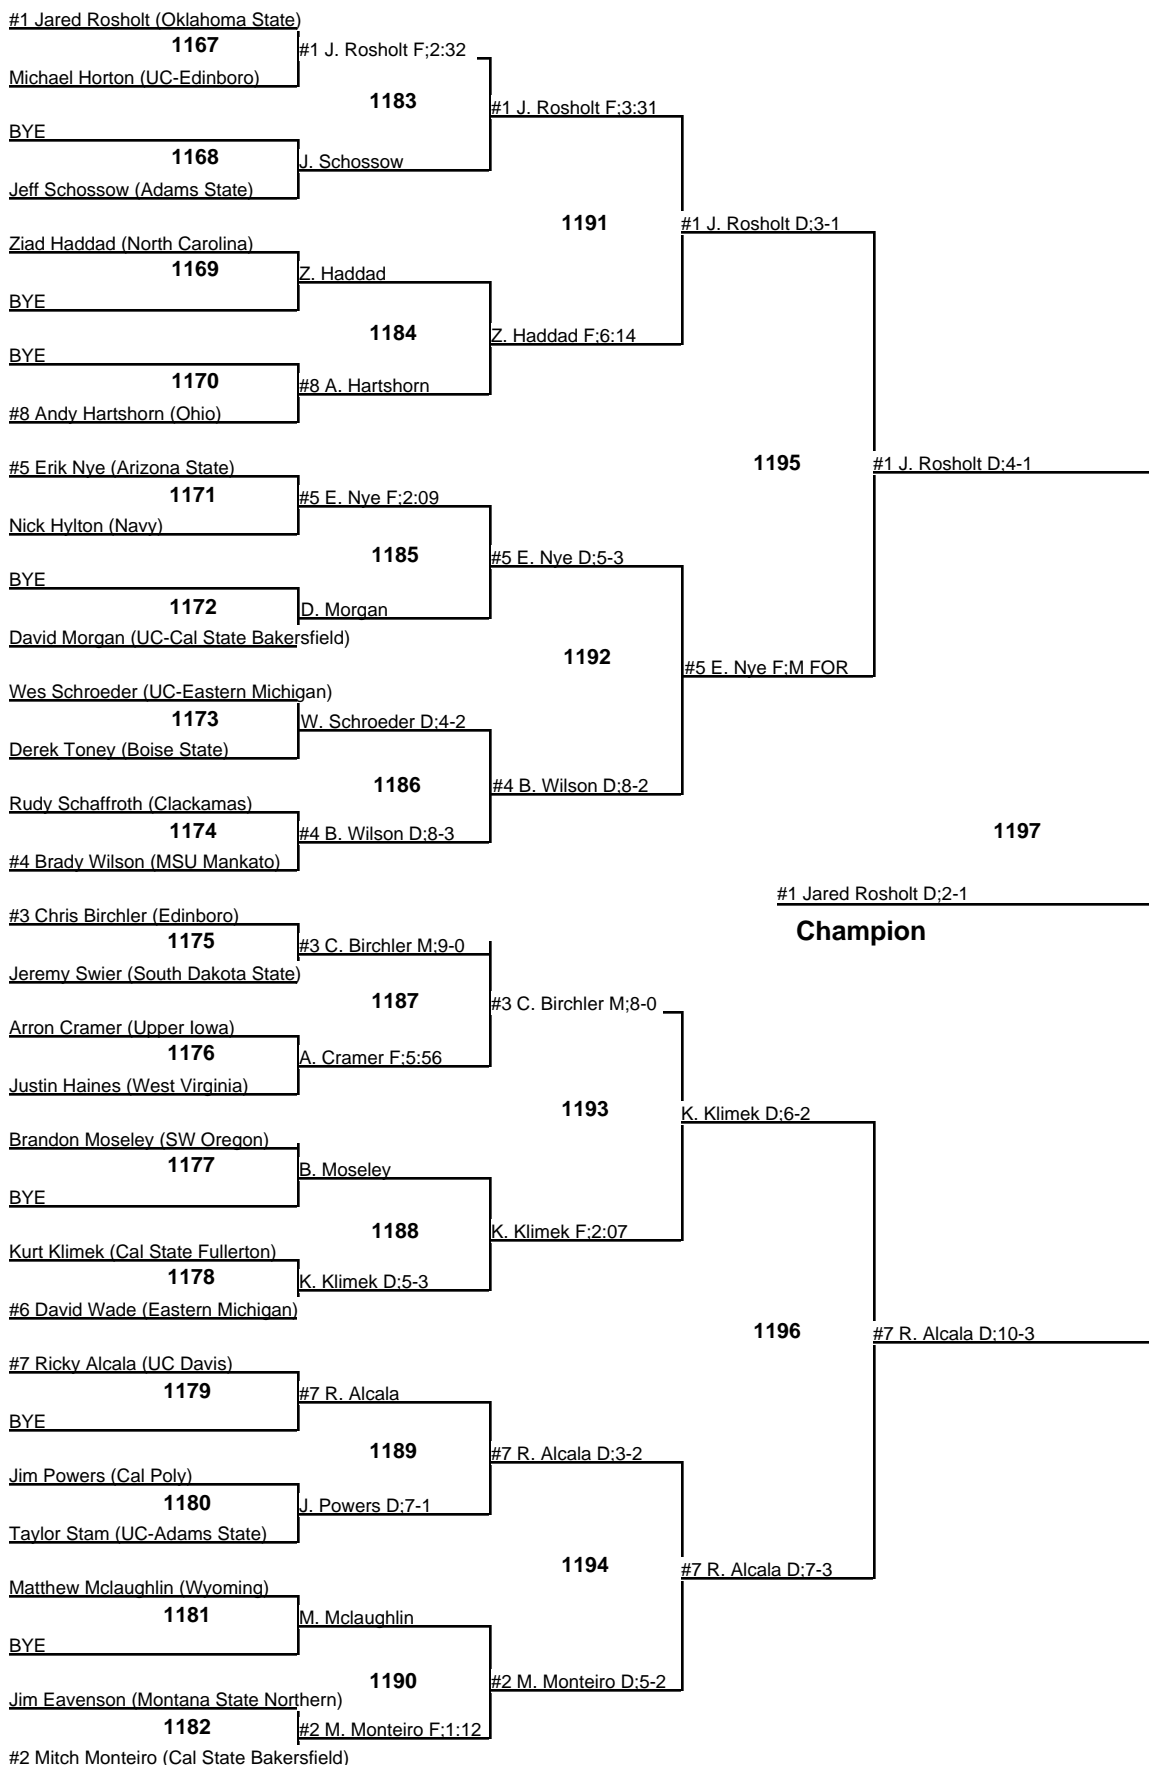 #1 Jared Rosholt (Oklahoma State)
1167
#1 J. Rosholt F;2:32
Michael Horton (UC-Edinboro)
1183
#1 J. Rosholt F;3:31
BYE
1168
J. Schossow
Jeff Schossow (Adams State)
1191
#1 J. Rosholt D;3-1
Ziad Haddad (North Carolina)
1169
Z. Haddad
BYE
1184
Z. Haddad F;6:14
BYE
1170
#8 A. Hartshorn
#8 Andy Hartshorn (Ohio)
1195
#1 J. Rosholt D;4-1
#5 Erik Nye (Arizona State)
1171
#5 E. Nye F;2:09
Nick Hylton (Navy)
1185
#5 E. Nye D;5-3
BYE
1172
D. Morgan
David Morgan (UC-Cal State Bakersfield)
1192
#5 E. Nye F;M FOR
Wes Schroeder (UC-Eastern Michigan)
1173
W. Schroeder D;4-2
Derek Toney (Boise State)
1186
#4 B. Wilson D;8-2
Rudy Schaffroth (Clackamas)
1174
#4 B. Wilson D;8-3
#4 Brady Wilson (MSU Mankato)
1197
#1 Jared Rosholt D;2-1
Champion
#3 Chris Birchler (Edinboro)
1175
#3 C. Birchler M;9-0
Jeremy Swier (South Dakota State)
1187
#3 C. Birchler M;8-0
Arron Cramer (Upper Iowa)
1176
A. Cramer F;5:56
Justin Haines (West Virginia)
1193
K. Klimek D;6-2
Brandon Moseley (SW Oregon)
1177
B. Moseley
BYE
1188
K. Klimek F;2:07
Kurt Klimek (Cal State Fullerton)
1178
K. Klimek D;5-3
#6 David Wade (Eastern Michigan)
1196
#7 R. Alcala D;10-3
#7 Ricky Alcala (UC Davis)
1179
#7 R. Alcala
BYE
1189
#7 R. Alcala D;3-2
Jim Powers (Cal Poly)
1180
J. Powers D;7-1
Taylor Stam (UC-Adams State)
1194
#7 R. Alcala D;7-3
Matthew Mclaughlin (Wyoming)
1181
M. Mclaughlin
BYE
1190
#2 M. Monteiro D;5-2
Jim Eavenson (Montana State Northern)
1182
#2 M. Monteiro F;1:12
#2 Mitch Monteiro (Cal State Bakersfield)